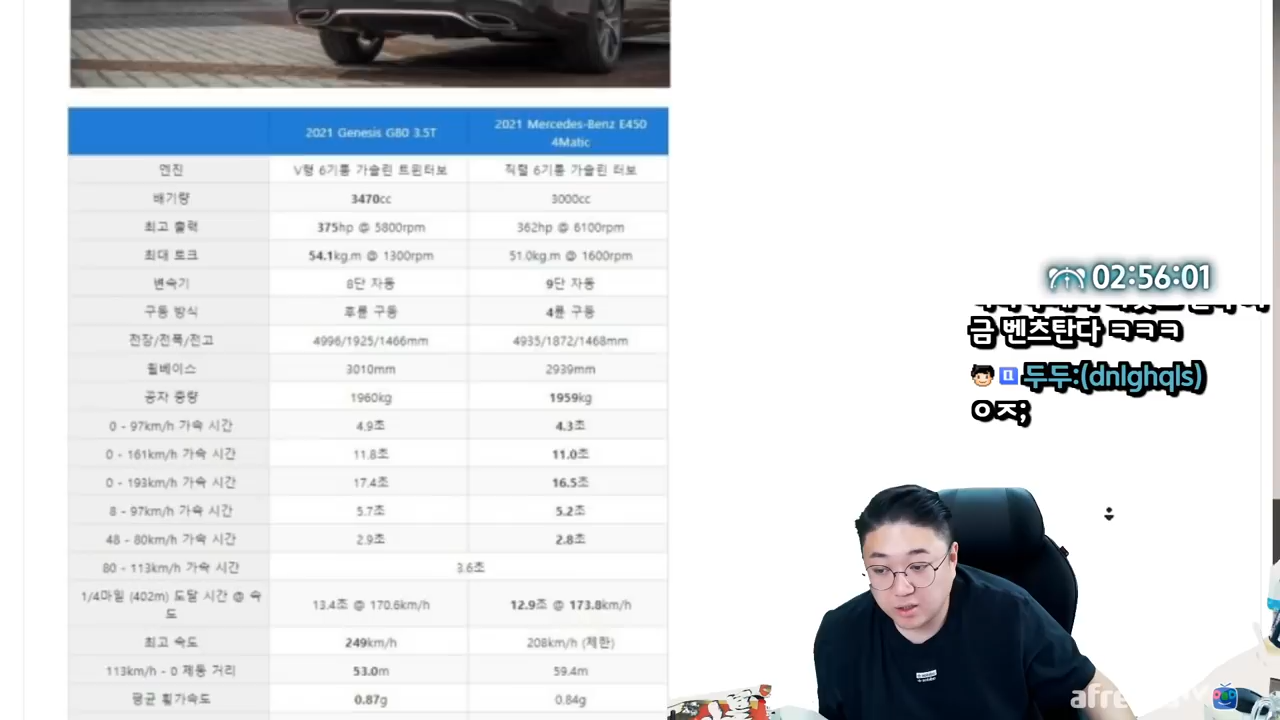 2021 Genesis G80 3.5T
2021 Mercedes-Benz E450
4Matic
엔진 V형 6기통 가솔린 트윈터보 직렬 6기통 가솔린 터보
배기량 3470cc 3000cc
최고 출력 375hp @ 5800rpm 362hp @ 6100rpm
최대 토크 54.1kg.m @ 1300rpm 51.0kg.m @ 1600rpm
변속기 8단 자동 9단 자동
구동 방식 후륜 구동 4륜 구동
전장/전폭/전고 4996/1925/1466mm 4935/1872/1468mm
휠베이스 3010mm 2939mm
공차 중량 1960kg 1959kg
0 - 97km/h 가속 시간 4.9초 4.3초
0 - 161km/h 가속 시간 11.8초 11.0초
0 - 193km/h 가속 시간 17.4초 16.5초
8 - 97km/h 가속 시간 5.7초 5.2초
48 - 80km/h 가속 시간 2.9초 2.8초
80 - 113km/h 가속 시간 3.6초
1/4마일 (402m) 도달 시간 @ 속
도 13.4초 @ 170.6km/h 12.9초 @ 173.8km/h
최고 속도 249km/h 208km/h (제한)
113km/h - 0 제동 거리 53.0m 59.4m
평균 횡가속도 0.87g 0.84g
02:56:01
금 벤츠탄다 ㅋㅋㅋ
두두:(dnlghqls)
ㅇㅈ;